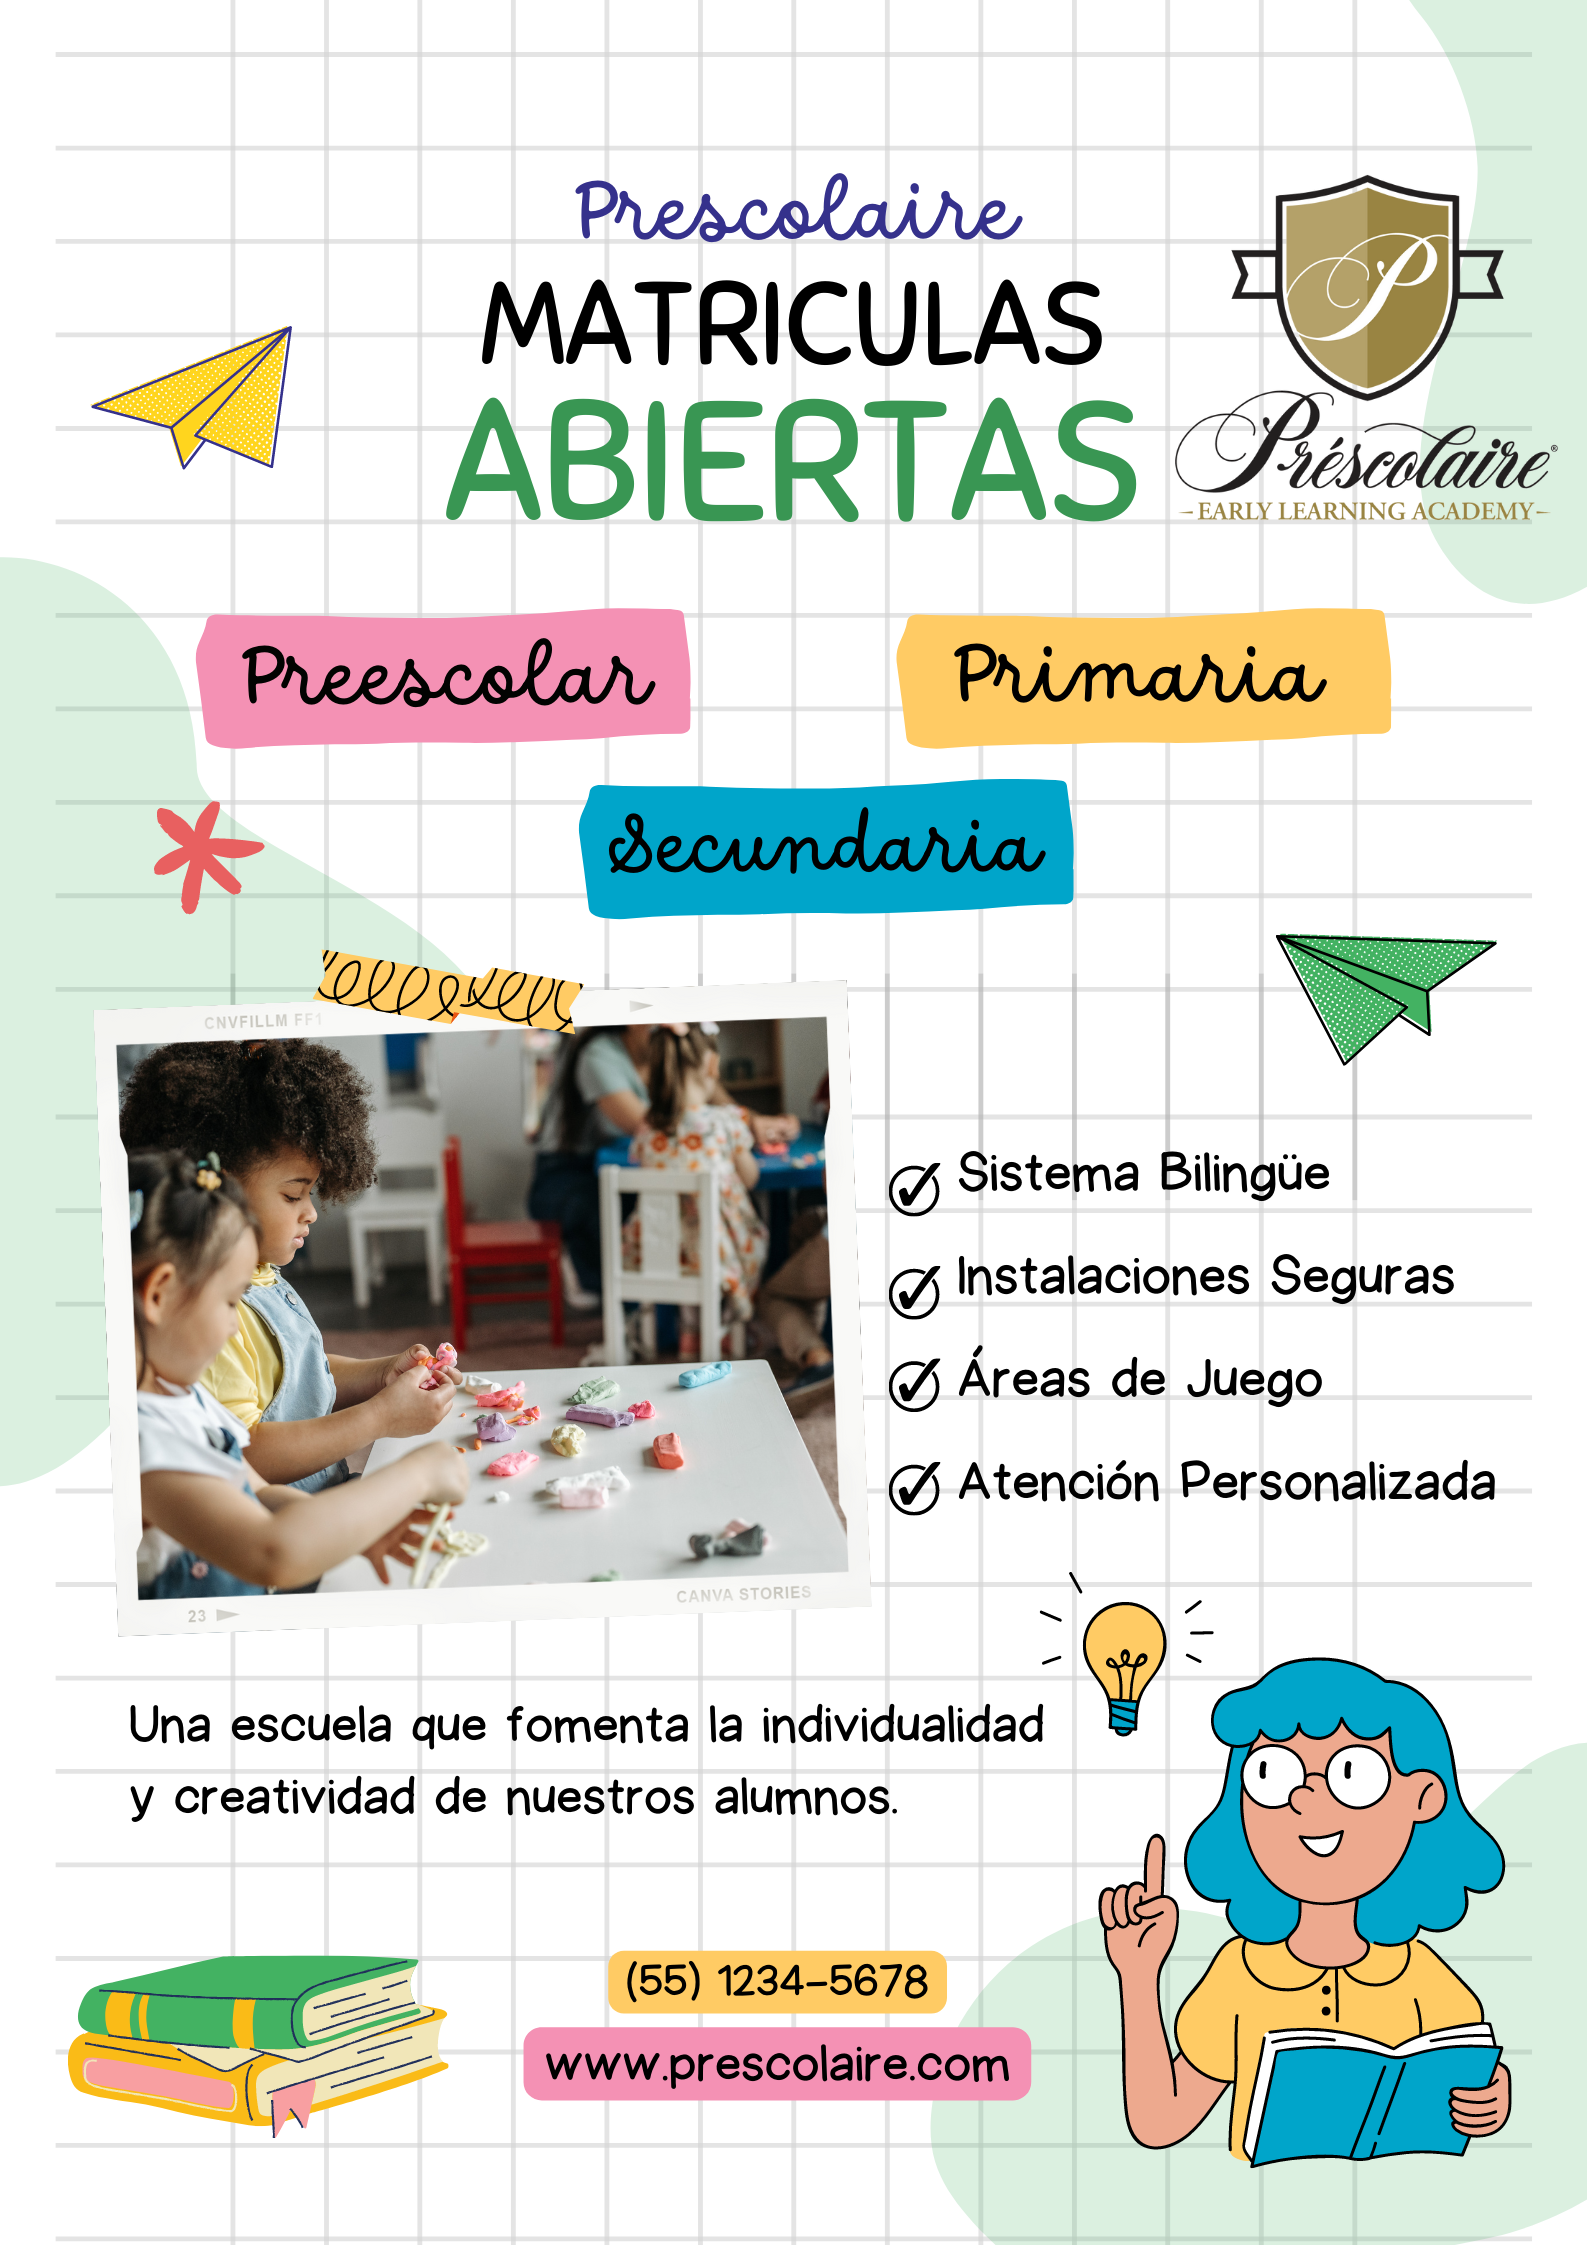 Prescolaire
MATRICULAS
ABIERTAS
P
Préscolaire®
-EARLY LEARNING ACADEMY-
Preescolar
Primaria
Secundaria
CNVFILLM FF1
Sistema Bilingüe
Instalaciones Seguras
Áreas de Juego
Atención Personalizada
CANVA STORIES
23
Una escuela que fomenta la individualidad
y creatividad de nuestros alumnos.
(55) 1234-5678
www.prescolaire.com